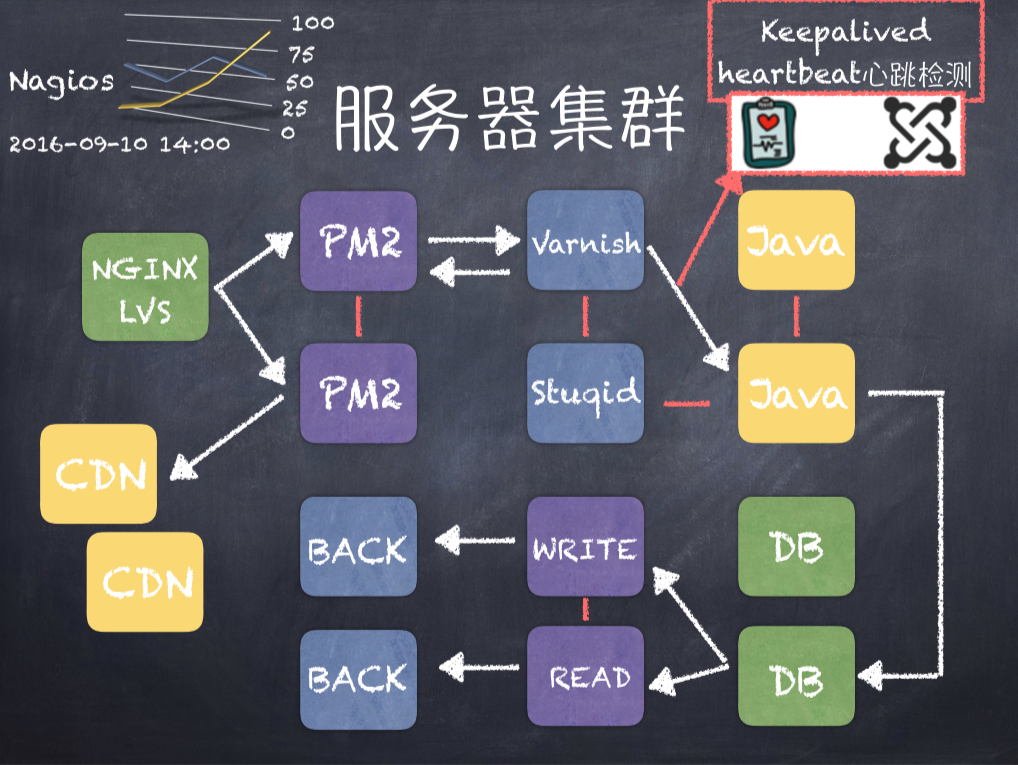 100
75
50
25
0
Nagios
2016-09-10 14:00
服务器集群
Keepalived
heartbeat心跳检测
NGINX
LVS
PM2
Varnish
Java
PM2
Stuqid
Java
CDN
CDN
BACK
WRITE
DB
BACK
READ
DB